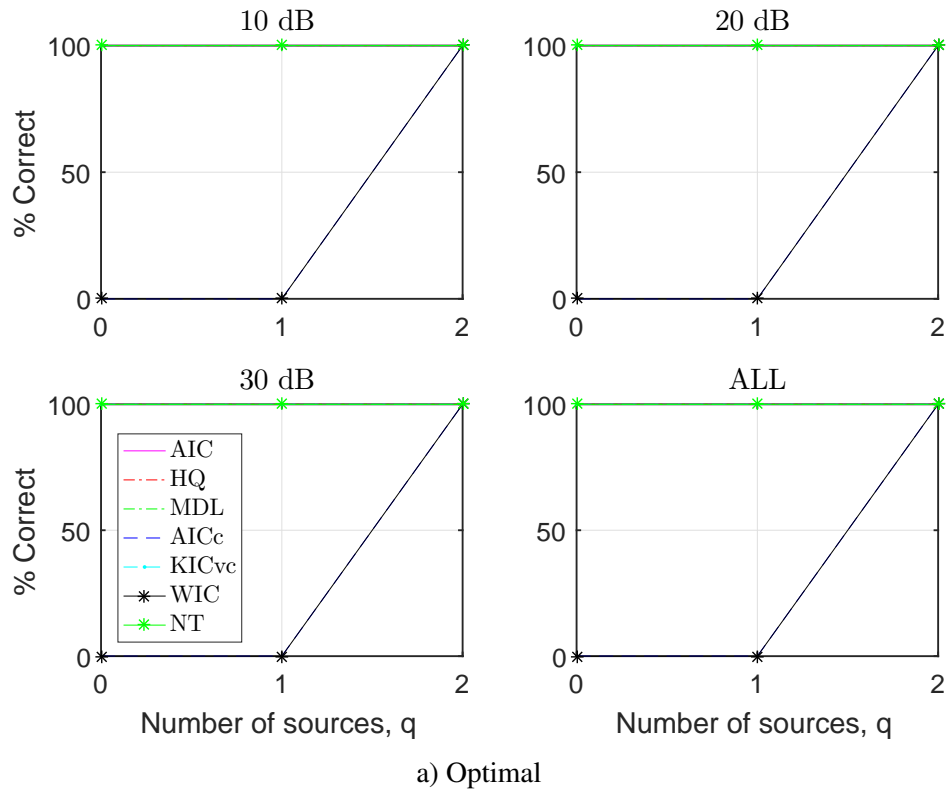 10 dB
20 dB
% Correct
100
50
0
0 1 2
100
50
0
0 1 2
30 dB
ALL
% Correct
100
50
0
AIC
HQ
MDL
AICc
KICvc
WIC
NT
0 1 2
Number of sources, q
100
50
0
0 1 2
Number of sources, q
a) Optimal